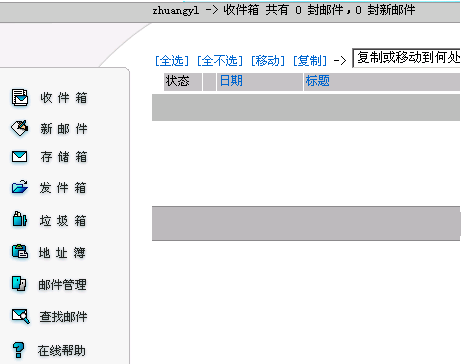 zhuangyl -> 收件箱 共有 0 封邮件,0 封新邮件
[全选] [全不选] [移动] [复制] -> 复制或移动到何处
状态 日期 标题
收件箱
新邮件
存储箱
发件箱
垃圾箱
地址簿
邮件管理
查找邮件
在线帮助